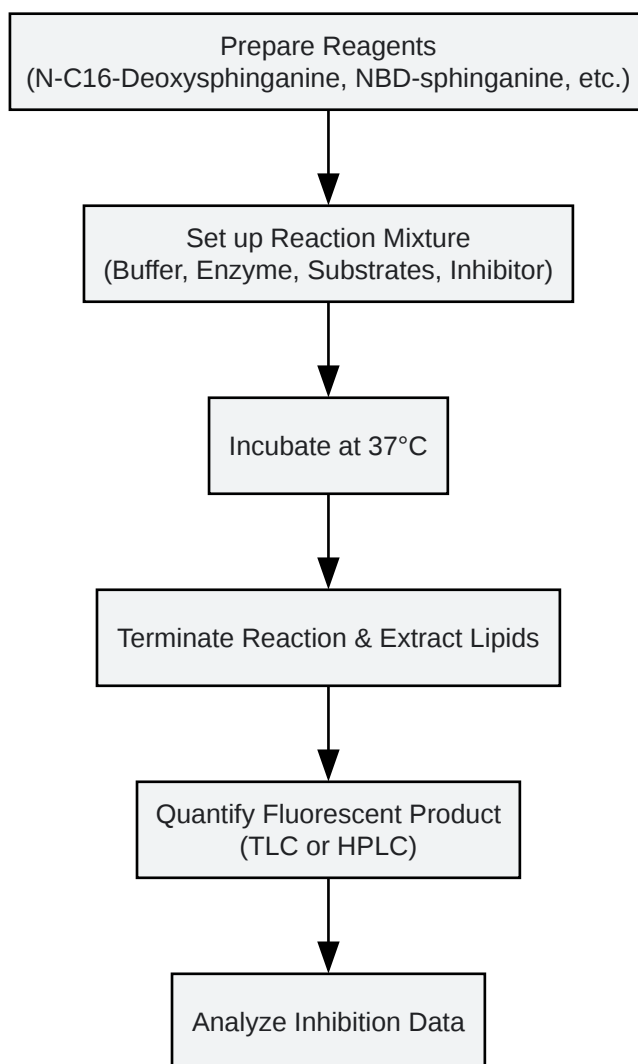 Prepare Reagents
(N-C16-Deoxysphinganine, NBD-sphinganine, etc.)
Set up Reaction Mixture
(Buffer, Enzyme, Substrates, Inhibitor)
Incubate at 37°C
Terminate Reaction & Extract Lipids
Quantify Fluorescent Product
(TLC or HPLC)
Analyze Inhibition Data